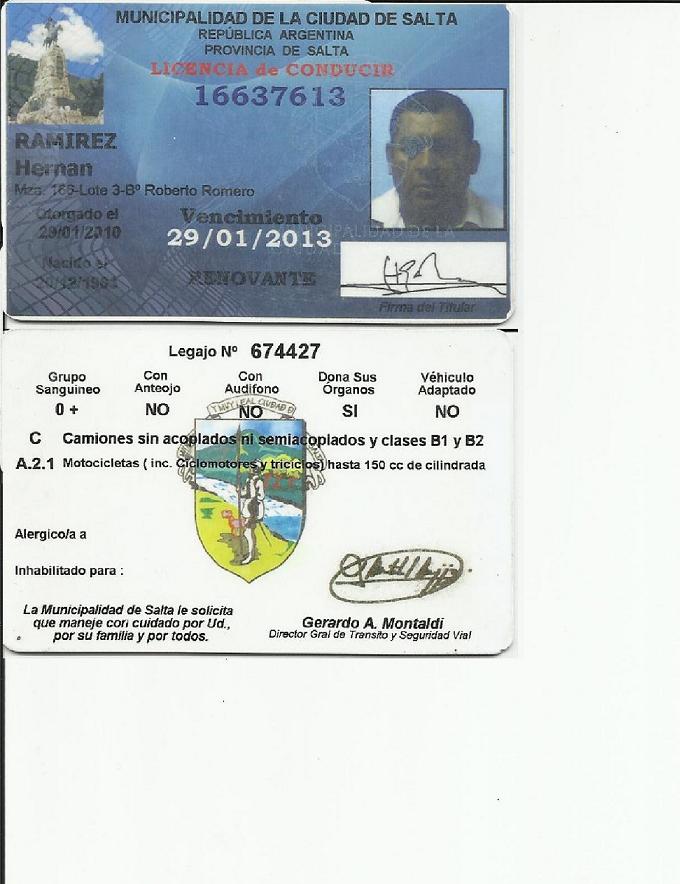 MUNICIPALIDAD DE LA CIUDAD DE SALTA
REPÚBLICA ARGENTINA
PROVINCIA DE SALTA
LICENCIA de CONDUCIR
16637613
RAMIREZ
Hernan
Mza. 166-Lote 3-Bº Roberto Romero
Otorgado el
29/01/2010
Vencimiento
29/01/2013
Nacido el
RENOVANTE
Firma del Titular
Legajo Nº 674427
Grupo Sanguineo
Con Anteojo
Con Audifono
Dona Sus Órganos
Véhiculo Adaptado
0 + NO NO SI NO
C Camiones sin acoplados ni semiacoplados y clases B1 y B2
A.2.1 Motocicletas ( inc. Ciclomotores y triciclos) hasta 150 cc de cilindrada
Alergico/a a
Inhabilitado para :
La Municipalidad de Salta le solicita
que maneje con cuidado por Ud.,
por su familia y por todos.
Gerardo A. Montaldi
Director Gral de Transito y Seguridad Vial